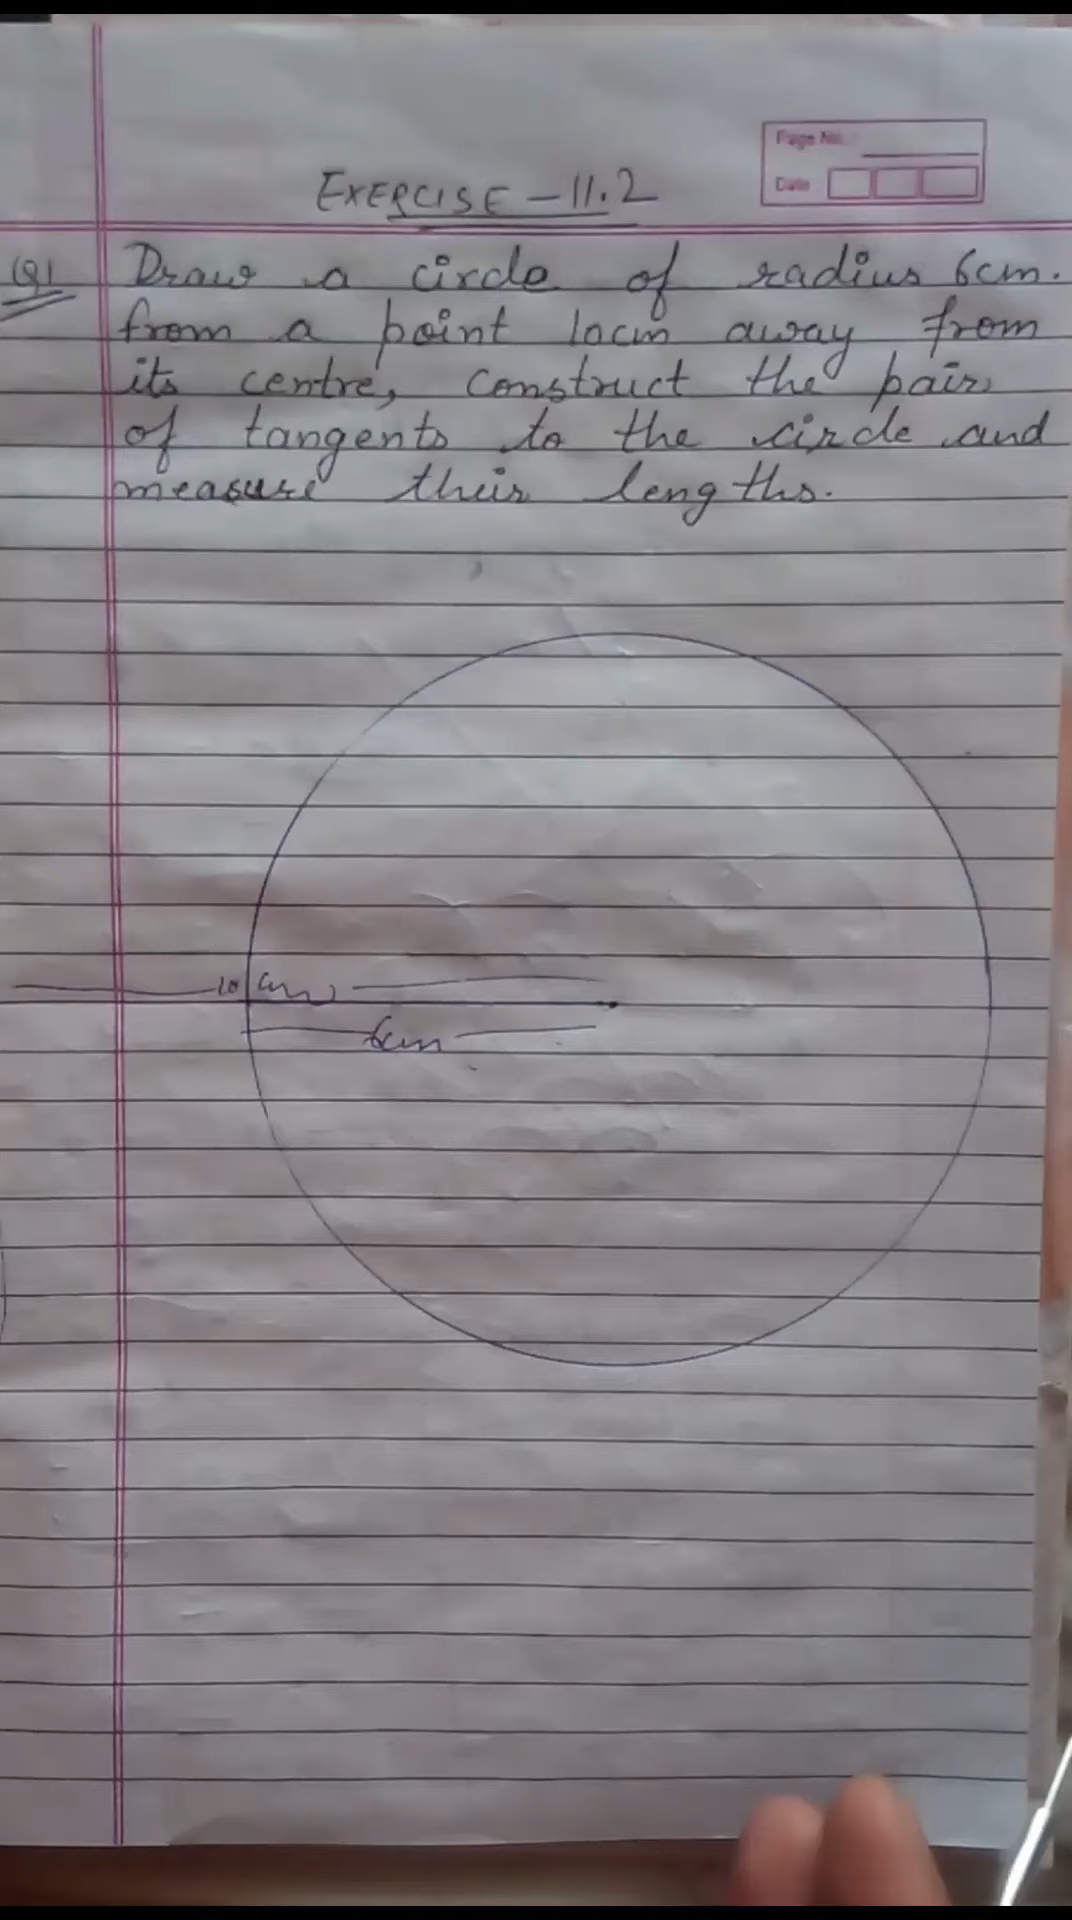 Page No.:
Date
EXERCISE - 11.2
Q1 Draw a circle of radius 6cm.
from a point 10cm away from
its centre, construct the pair
of tangents to the circle and
measure their lengths.
10 cm
6cm